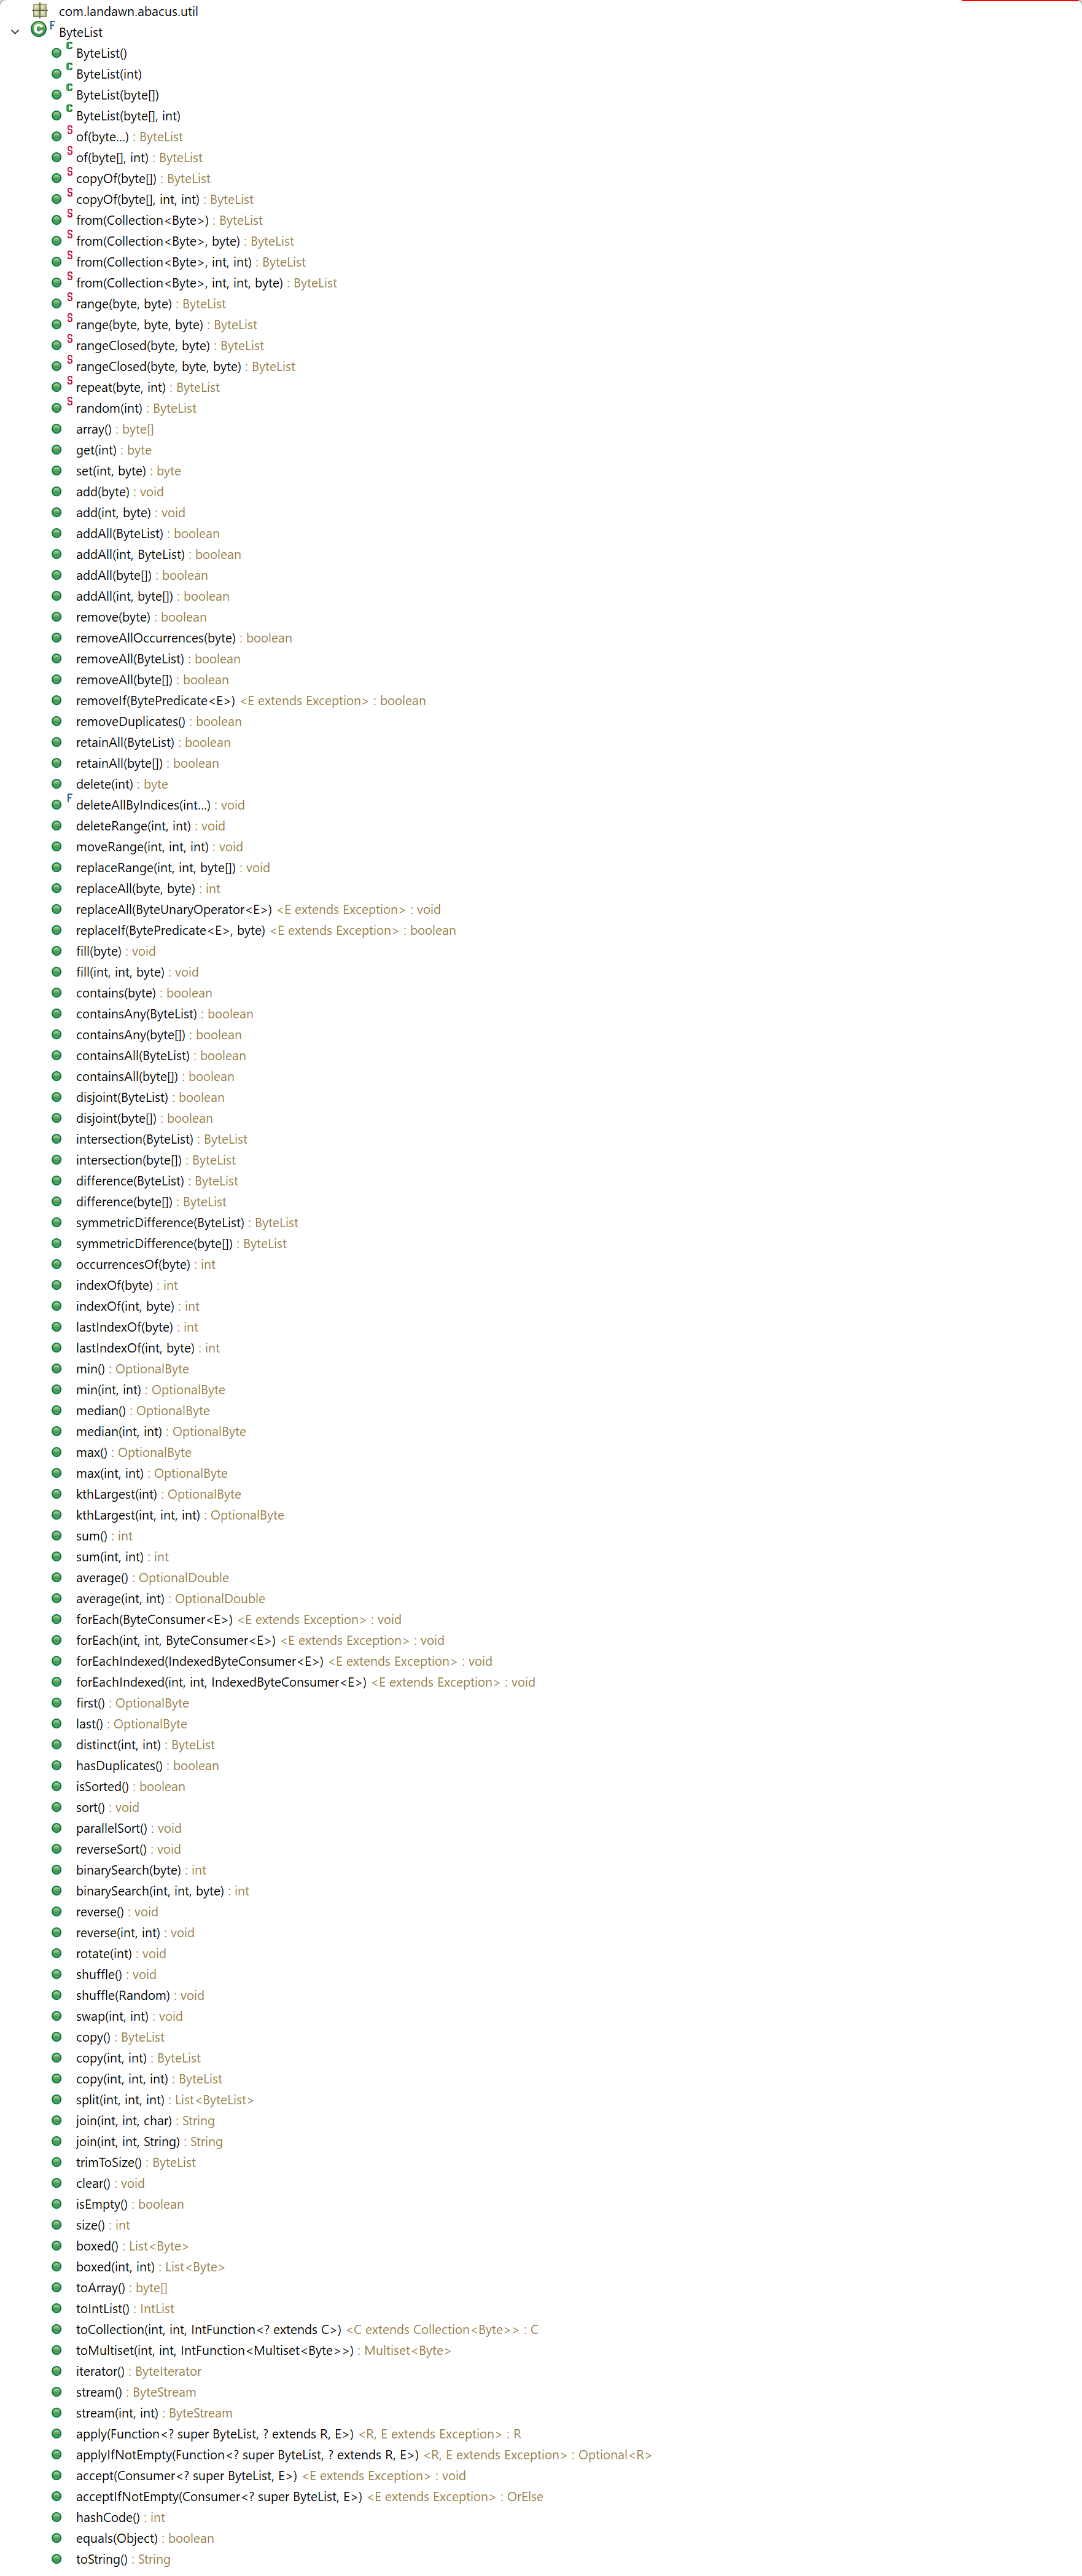 com.landawn.abacus.util
F ByteList
C ByteList()
C ByteList(int)
C ByteList(byte[])
C ByteList(byte[], int)
S of(byte...) : ByteList
S of(byte[], int) : ByteList
S copyOf(byte[]) : ByteList
S copyOf(byte[], int, int) : ByteList
S from(Collection<Byte>) : ByteList
S from(Collection<Byte>, byte) : ByteList
S from(Collection<Byte>, int, int) : ByteList
S from(Collection<Byte>, int, int, byte) : ByteList
S range(byte, byte) : ByteList
S range(byte, byte, byte) : ByteList
S rangeClosed(byte, byte) : ByteList
S rangeClosed(byte, byte, byte) : ByteList
S repeat(byte, int) : ByteList
S random(int) : ByteList
array() : byte[]
get(int) : byte
set(int, byte) : byte
add(byte) : void
add(int, byte) : void
addAll(ByteList) : boolean
addAll(int, ByteList) : boolean
addAll(byte[]) : boolean
addAll(int, byte[]) : boolean
remove(byte) : boolean
removeAllOccurrences(byte) : boolean
removeAll(ByteList) : boolean
removeAll(byte[]) : boolean
removeIf(BytePredicate<E>) <E extends Exception> : boolean
removeDuplicates() : boolean
retainAll(ByteList) : boolean
retainAll(byte[]) : boolean
delete(int) : byte
F deleteAllByIndices(int...) : void
deleteRange(int, int) : void
moveRange(int, int, int) : void
replaceRange(int, int, byte[]) : void
replaceAll(byte, byte) : int
replaceAll(ByteUnaryOperator<E>) <E extends Exception> : void
replaceIf(BytePredicate<E>, byte) <E extends Exception> : boolean
fill(byte) : void
fill(int, int, byte) : void
contains(byte) : boolean
containsAny(ByteList) : boolean
containsAny(byte[]) : boolean
containsAll(ByteList) : boolean
containsAll(byte[]) : boolean
disjoint(ByteList) : boolean
disjoint(byte[]) : boolean
intersection(ByteList) : ByteList
intersection(byte[]) : ByteList
difference(ByteList) : ByteList
difference(byte[]) : ByteList
symmetricDifference(ByteList) : ByteList
symmetricDifference(byte[]) : ByteList
occurrencesOf(byte) : int
indexOf(byte) : int
indexOf(int, byte) : int
lastIndexOf(byte) : int
lastIndexOf(int, byte) : int
min() : OptionalByte
min(int, int) : OptionalByte
median() : OptionalByte
median(int, int) : OptionalByte
max() : OptionalByte
max(int, int) : OptionalByte
kthLargest(int) : OptionalByte
kthLargest(int, int, int) : OptionalByte
sum() : int
sum(int, int) : int
average() : OptionalDouble
average(int, int) : OptionalDouble
forEach(ByteConsumer<E>) <E extends Exception> : void
forEach(int, int, ByteConsumer<E>) <E extends Exception> : void
forEachIndexed(IndexedByteConsumer<E>) <E extends Exception> : void
forEachIndexed(int, int, IndexedByteConsumer<E>) <E extends Exception> : void
first() : OptionalByte
last() : OptionalByte
distinct(int, int) : ByteList
hasDuplicates() : boolean
isSorted() : boolean
sort() : void
parallelSort() : void
reverseSort() : void
binarySearch(byte) : int
binarySearch(int, int, byte) : int
reverse() : void
reverse(int, int) : void
rotate(int) : void
shuffle() : void
shuffle(Random) : void
swap(int, int) : void
copy() : ByteList
copy(int, int) : ByteList
copy(int, int, int) : ByteList
split(int, int, int) : List<ByteList>
join(int, int, char) : String
join(int, int, String) : String
trimToSize() : ByteList
clear() : void
isEmpty() : boolean
size() : int
boxed() : List<Byte>
boxed(int, int) : List<Byte>
toArray() : byte[]
toIntList() : IntList
toCollection(int, int, IntFunction<? extends C>) <C extends Collection<Byte>> : C
toMultiset(int, int, IntFunction<Multiset<Byte>>) : Multiset<Byte>
iterator() : ByteIterator
stream() : ByteStream
stream(int, int) : ByteStream
apply(Function<? super ByteList, ? extends R, E>) <R, E extends Exception> : R
applyIfNotEmpty(Function<? super ByteList, ? extends R, E>) <R, E extends Exception> : Optional<R>
accept(Consumer<? super ByteList, E>) <E extends Exception> : void
acceptIfNotEmpty(Consumer<? super ByteList, E>) <E extends Exception> : OrElse
hashCode() : int
equals(Object) : boolean
toString() : String